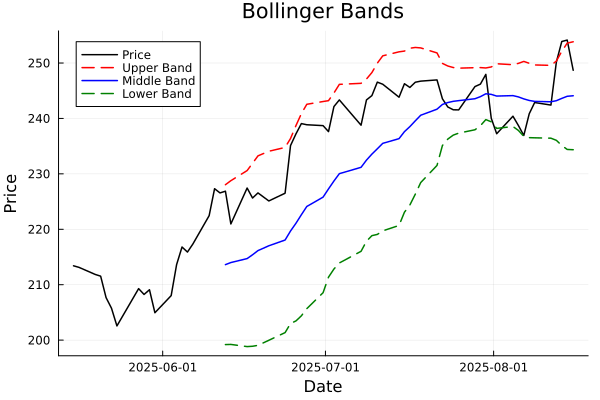 Bollinger Bands
Price
Upper Band
Middle Band
Lower Band
250
240
230
220
210
200
Price
2025-06-01 2025-07-01 2025-08-01
Date